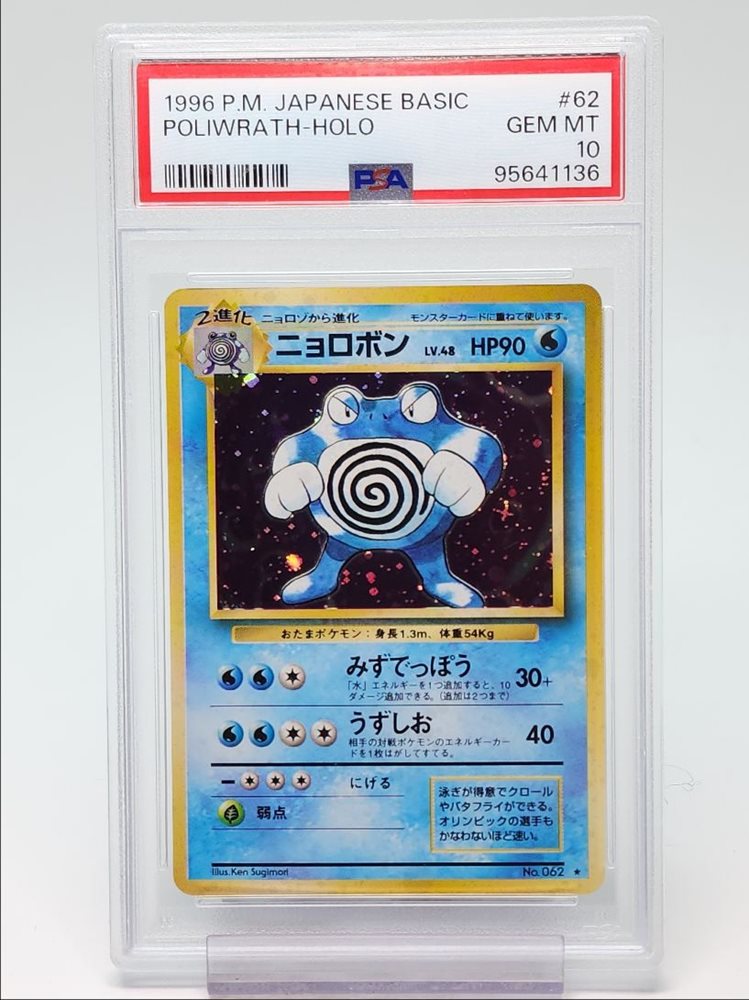 1996 P.M. JAPANESE BASIC #62
POLIWRATH-HOLO GEM MT
10
PSA 95641136
2進化 ニョロゾから進化 モンスターカードに重ねて使います。
ニョロボン LV.48 HP90
おたまポケモン：身長1.3m、体重54Kg
みずでっぽう 30+
「水」エネルギーを1つ追加すると、10
ダメージ追加できる。（追加は2つまで）
うずしお 40
相手の対戦ポケモンのエネルギーカー
ドを1枚はがしてすてる。
ー にげる
弱点
泳ぎが得意でクロール
やバタフライができる。
オリンピックの選手も
かなわないほど速い。
Illus.Ken Sugimori No.062 ★